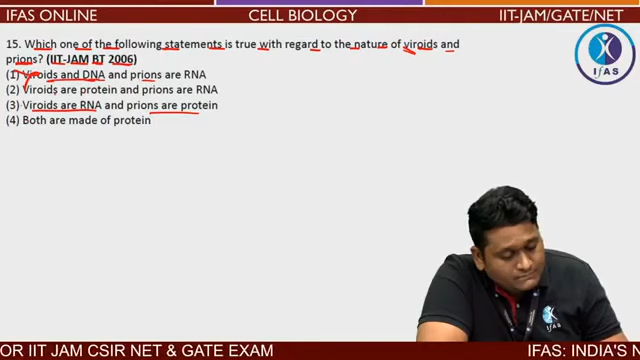 IFAS ONLINE CELL BIOLOGY IIT-JAM/GATE/NET
15. Which one of the following statements is true with regard to the nature of viroids and
prions? (IIT-JAM BT 2006)
(1) Viroids and DNA and prions are RNA
(2) Viroids are protein and prions are RNA
(3) Viroids are RNA and prions are protein
(4) Both are made of protein
iFAS
iFAS
OR IIT JAM CSIR NET & GATE EXAM IFAS: INDIA'S N